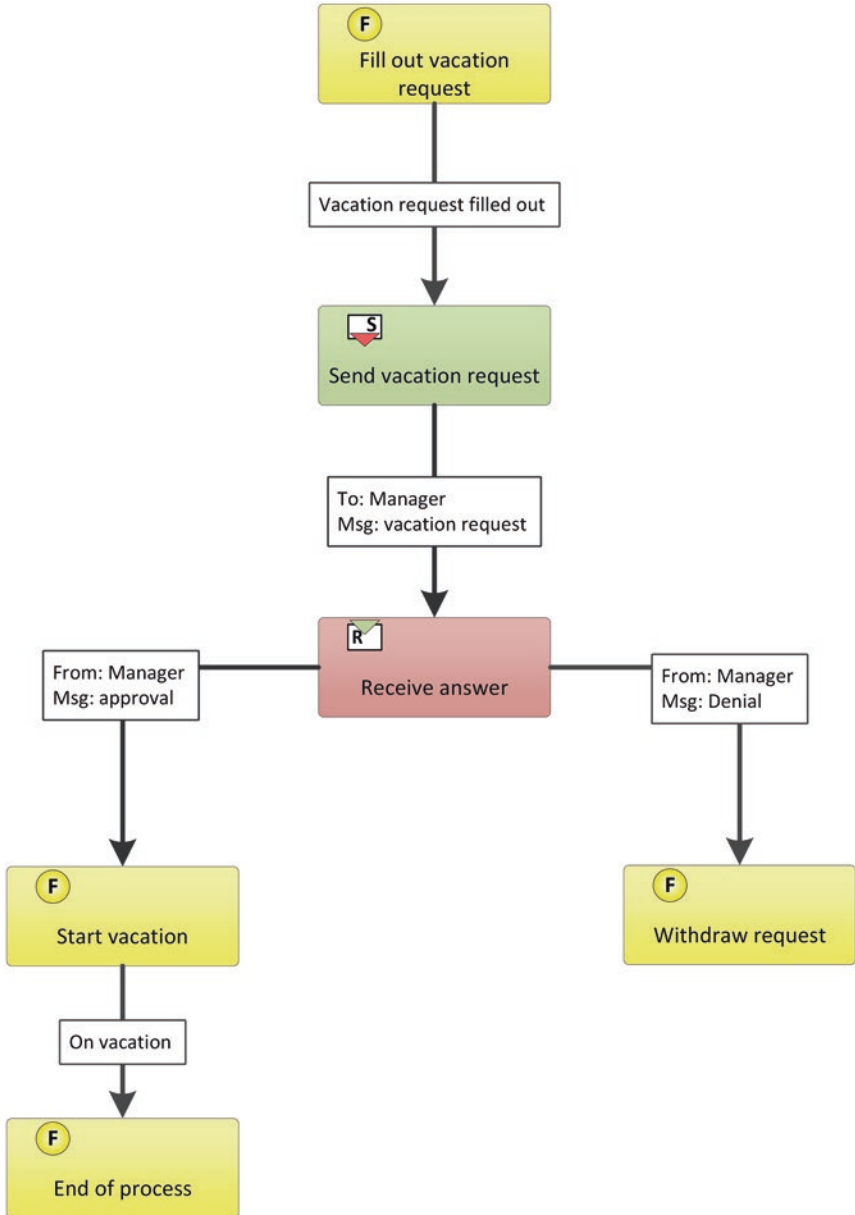 F
Fill out vacation
request
Vacation request filled out
S
Send vacation request
To: Manager
Msg: vacation request
R
Receive answer
From: Manager
Msg: approval
From: Manager
Msg: Denial
F
Start vacation
F
Withdraw request
On vacation
F
End of process